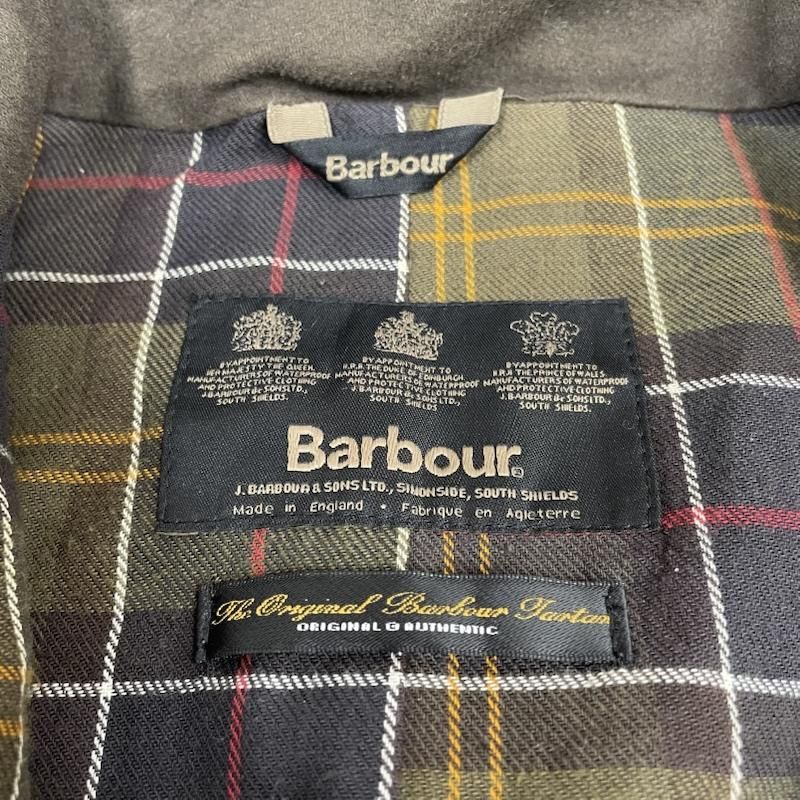 Barbour
BY APPOINTMENT TO
HER MAJESTY THE QUEEN.
MANUFACTURERS OF WATERPROOF
AND PROTECTIVE CLOTHING
J.BARBOUR & SONS LTD.,
SOUTH SHIELDS.
BY APPOINTMENT TO
H.R.H. THE DUKE OF EDINBURGH
MANUFACTURERS OF WATERPROOF
AND PROTECTIVE CLOTHING
J.BARBOUR & SONS LTD.,
SOUTH SHIELDS.
BY APPOINTMENT TO
H.R.H THE PRINCE OF WALES
MANUFACTURERS OF WATERPROOF
AND PROTECTIVE CLOTHING
J.BARBOUR & SONS LTD.,
SOUTH SHIELDS.
Barbour®
J. BARBOUR & SONS LTD., SIMONSIDE, SOUTH SHIELDS
Made in England • Fabrique en Agleterre
The Original Barbour Tartan
ORIGINAL & AUTHENTIC